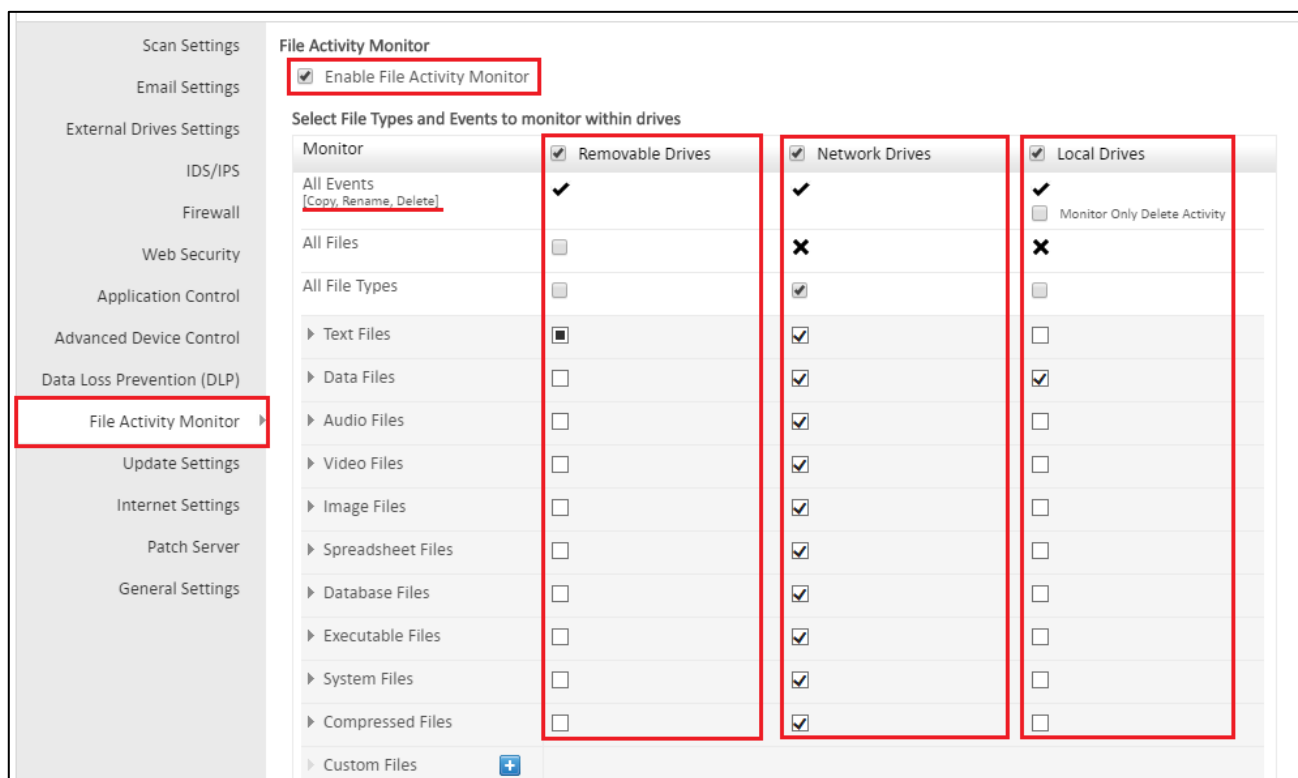 Scan Settings
Email Settings
External Drives Settings
IDS/IPS
Firewall
Web Security
Application Control
Advanced Device Control
Data Loss Prevention (DLP)
File Activity Monitor
Update Settings
Internet Settings
Patch Server
General Settings
File Activity Monitor
Enable File Activity Monitor
Select File Types and Events to monitor within drives
Monitor Removable Drives Network Drives Local Drives
All Events
[Copy, Rename, Delete]
Monitor Only Delete Activity
All Files
All File Types
Text Files
Data Files
Audio Files
Video Files
Image Files
Spreadsheet Files
Database Files
Executable Files
System Files
Compressed Files
Custom Files